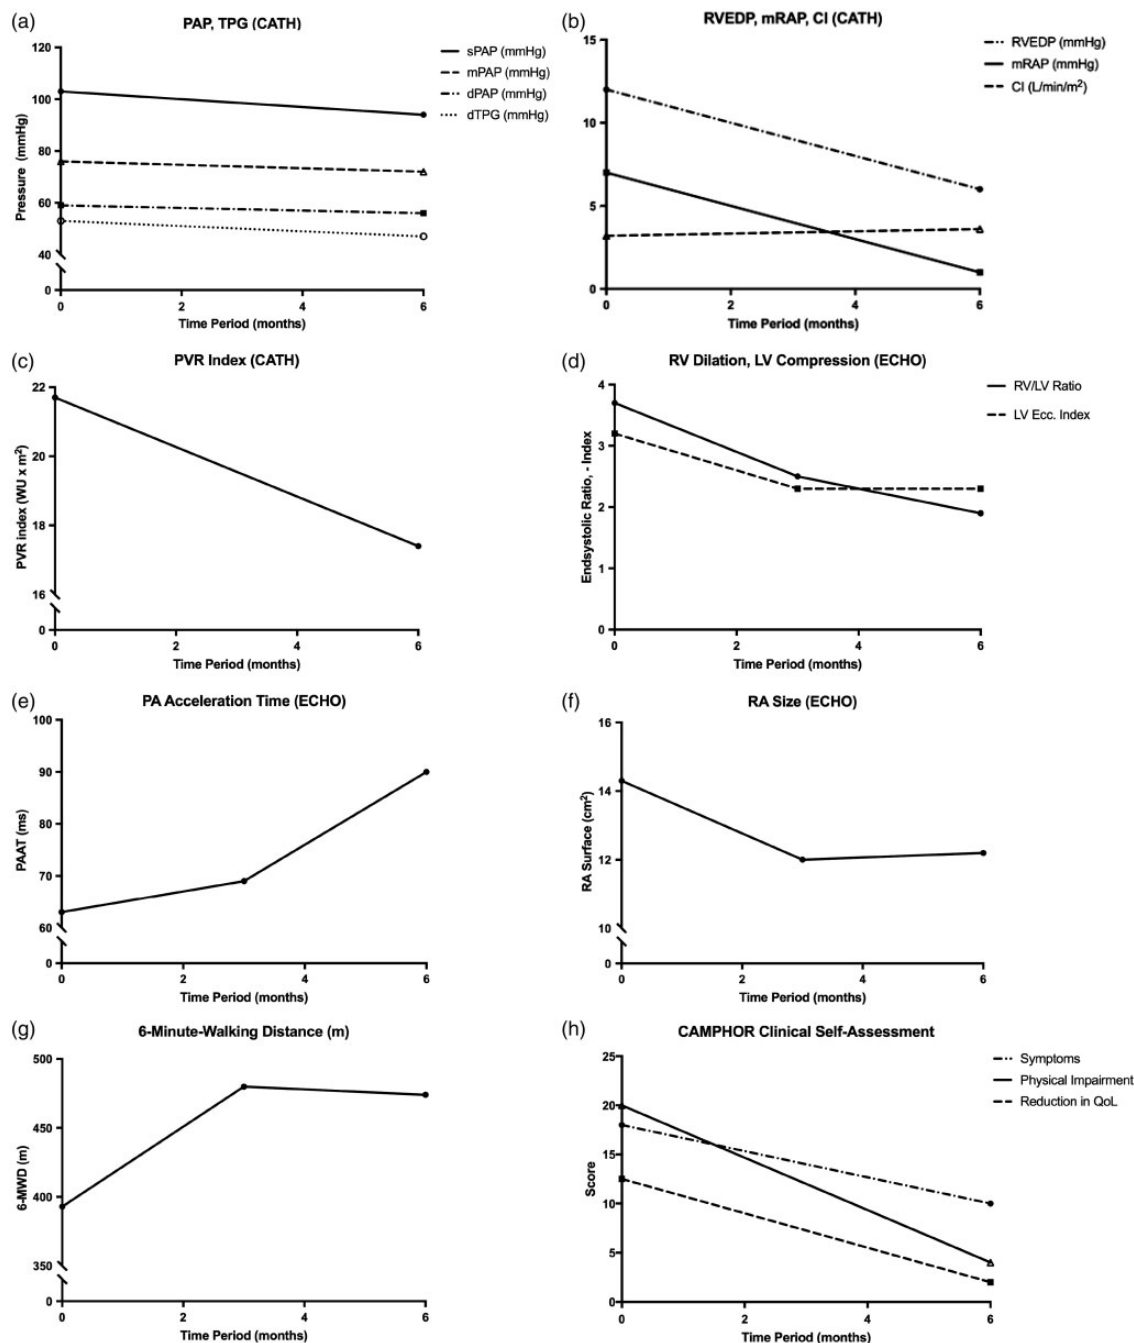 (a)
PAP, TPG (CATH)
120
100
80
60
40
0
Pressure (mmHg)
0 2 4 6
Time Period (months)
sPAP (mmHg)
mPAP (mmHg)
dPAP (mmHg)
dTPG (mmHg)
(b)
RVEDP, mRAP, CI (CATH)
15
10
5
0
0 2 4 6
Time Period (months)
RVEDP (mmHg)
mRAP (mmHg)
CI (L/min/m²)
(c)
PVR Index (CATH)
22
20
18
16
0
PVR index (WU x m²)
0 2 4 6
Time Period (months)
(d)
RV Dilation, LV Compression (ECHO)
4
3
2
1
0
Endsystolic Ratio, - Index
0 2 4 6
Time Period (months)
RV/LV Ratio
LV Ecc. Index
(e)
PA Acceleration Time (ECHO)
100
90
80
70
60
0
PAAT (ms)
0 2 4 6
Time Period (months)
(f)
RA Size (ECHO)
16
14
12
10
0
RA Surface (cm²)
0 2 4 6
Time Period (months)
(g)
6-Minute-Walking Distance (m)
500
450
400
350
0
6-MWD (m)
0 2 4 6
Time Period (months)
(h)
CAMPHOR Clinical Self-Assessment
25
20
15
10
5
0
Score
0 2 4 6
Time Period (months)
Symptoms
Physical Impairment
Reduction in QoL